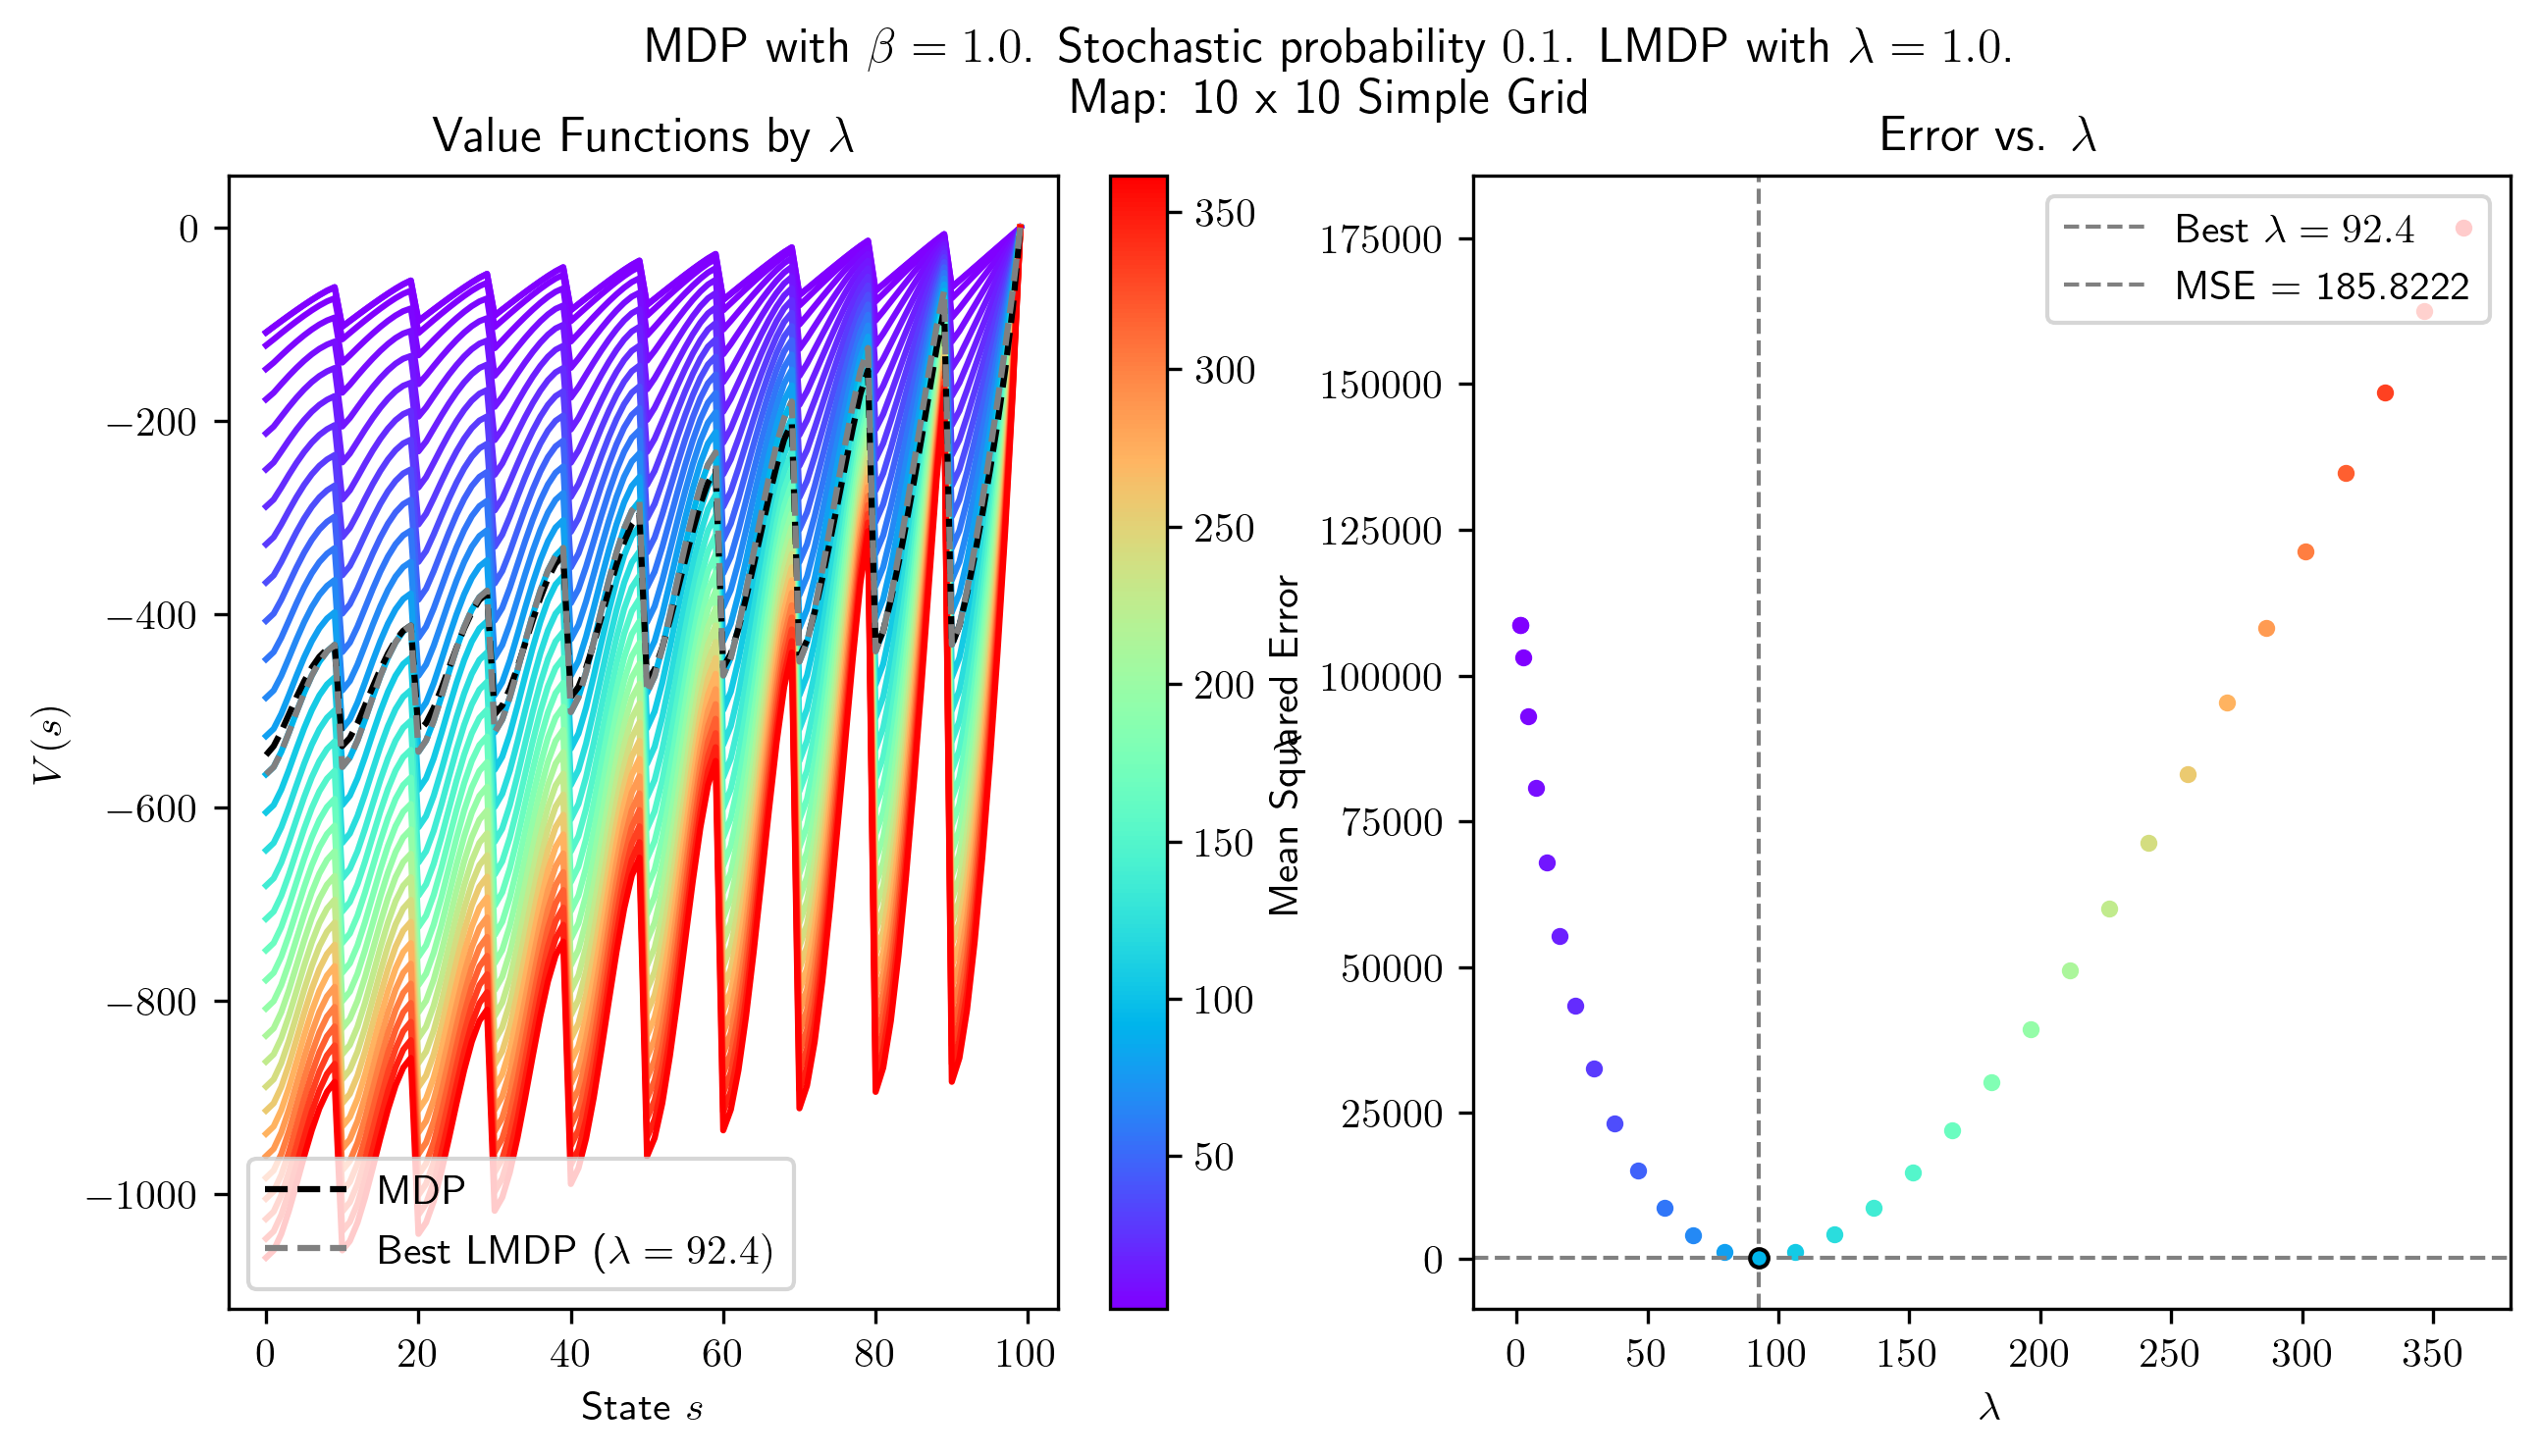 MDP with β = 1.0. Stochastic probability 0.1. LMDP with λ = 1.0.
Map: 10 x 10 Simple Grid
Value Functions by λ
0
−200
−400
−600
−800
−1000
V(s)
MDP
Best LMDP (λ = 92.4)
0 20 40 60 80 100
State s
350
300
250
200
150
100
50
λ
Error vs. λ
Mean Squared Error
175000
150000
125000
100000
75000
50000
25000
0
Best λ = 92.4
MSE = 185.8222
0 50 100 150 200 250 300 350
λ